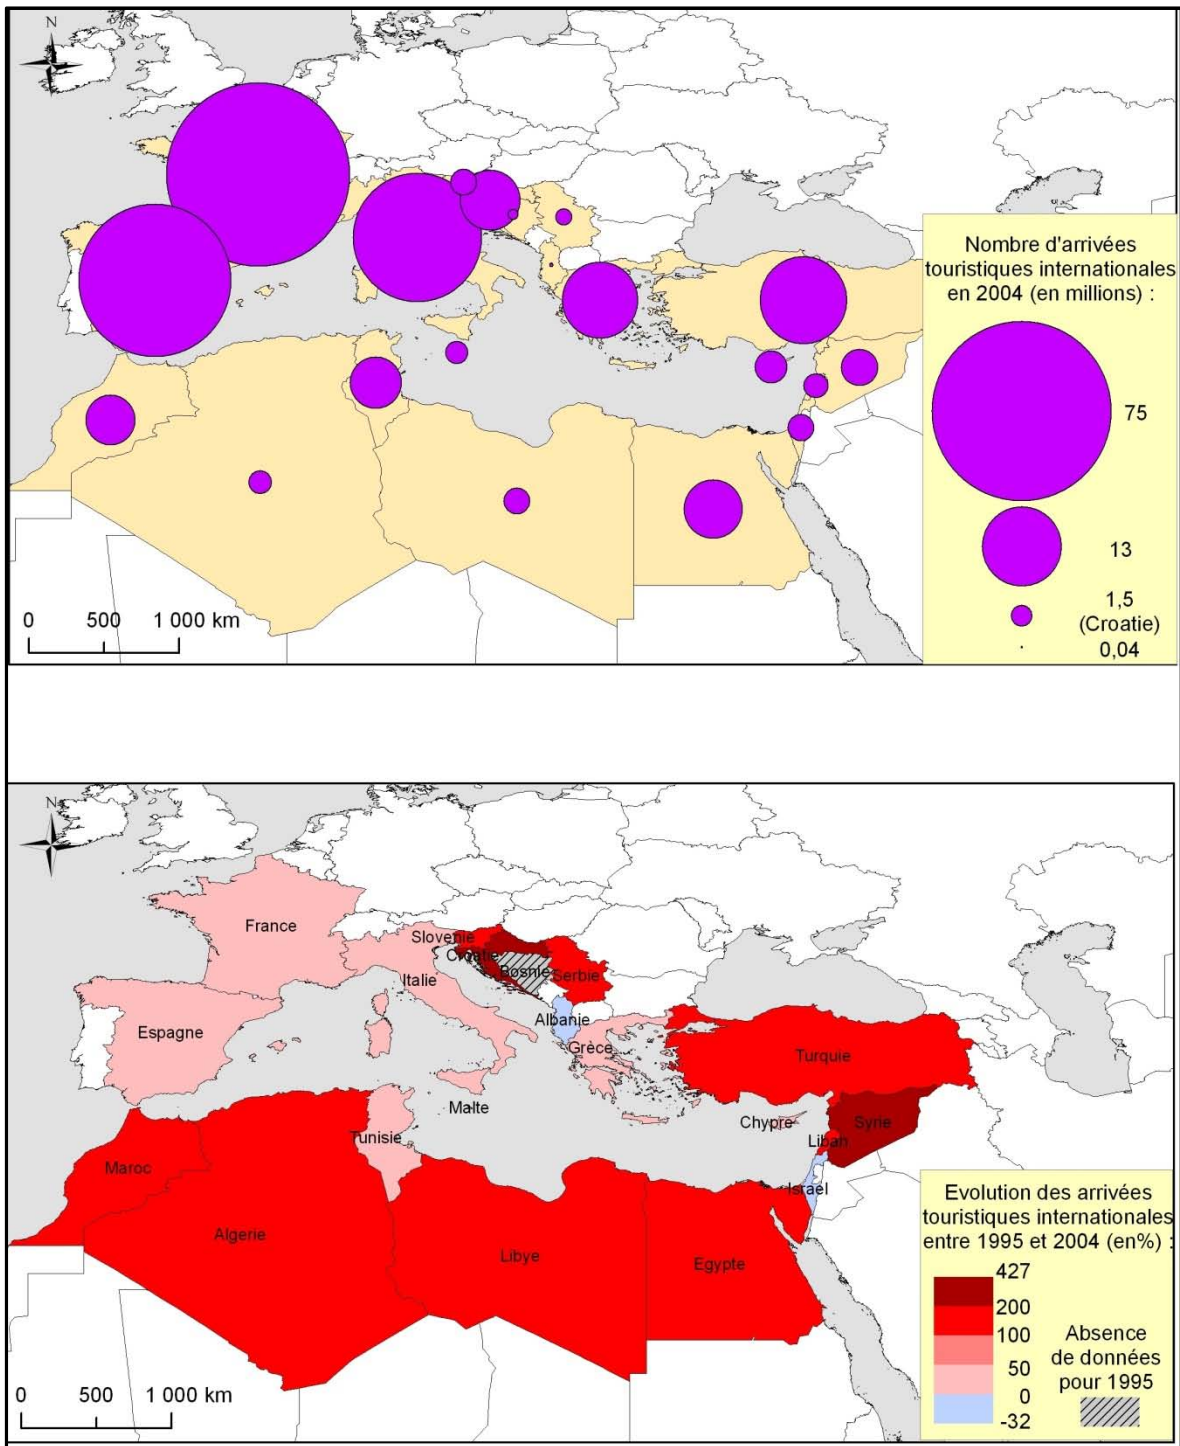 N
Nombre d'arrivées
touristiques internationales
en 2004 (en millions) :
75
13
1,5
(Croatie)
0,04
0 500 1 000 km
N
France
Slovenie
Croatie
Bosnie
Serbie
Italie
Espagne
Albanie
Grèce
Turquie
Malte
Chypre
Syrie
Liban
Tunisie
Maroc
Israel
Algerie
Libye
Egypte
Evolution des arrivées
touristiques internationales
entre 1995 et 2004 (en%) :
427
200
100
50
0
-32
Absence
de données
pour 1995
0 500 1 000 km